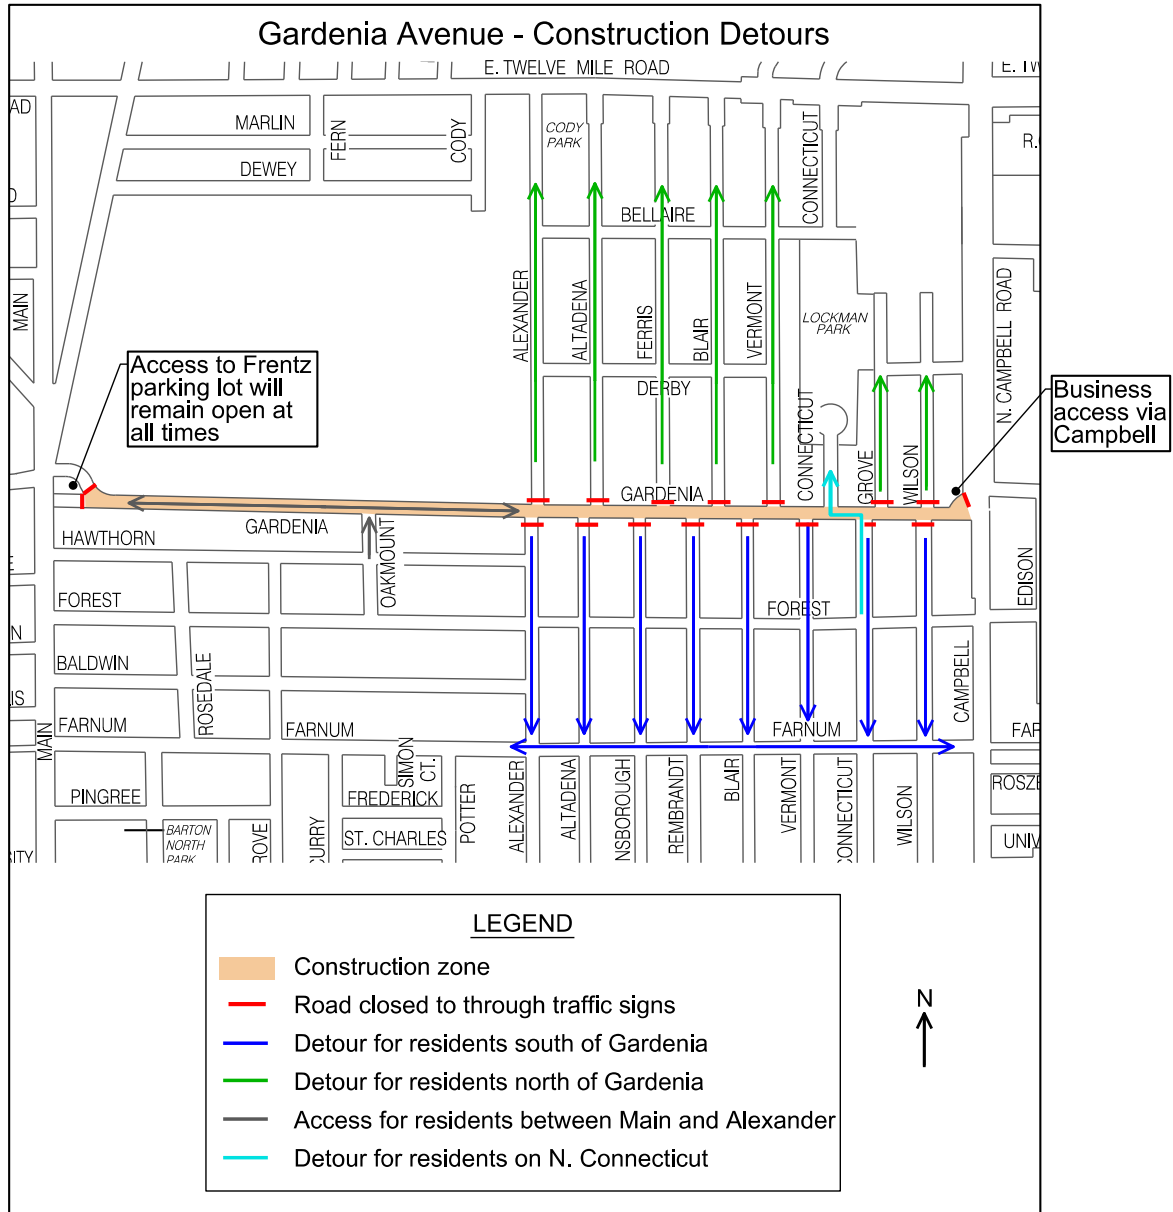 Gardenia Avenue - Construction Detours
E. TWELVE MILE ROAD
MARLIN
FERN
CODY
DEWEY
CODY
PARK
CONNECTICUT
BELLAIRE
MAIN
ALEXANDER
ALTADENA
FERRIS
BLAIR
VERMONT
LOCKMAN
PARK
N. CAMPBELL ROAD
DERBY
Access to Frentz
parking lot will
remain open at
all times
Business
access via
Campbell
CONNECTICUT
GROVE
WILSON
GARDENIA
GARDENIA
HAWTHORN
OAKMOUNT
FOREST
FOREST
EDISON
BALDWIN
ROSEDALE
CAMPBELL
FARNUM
FARNUM
FARNUM
MAIN
SIMON
CT.
PINGREE
FREDERICK
POTTER
ALEXANDER
ALTADENA
NSBOROUGH
REMBRANDT
BLAIR
VERMONT
CONNECTICUT
WILSON
BARTON
NORTH
PARK
ST. CHARLES
LEGEND
Construction zone
Road closed to through traffic signs
Detour for residents south of Gardenia
Detour for residents north of Gardenia
Access for residents between Main and Alexander
Detour for residents on N. Connecticut
N